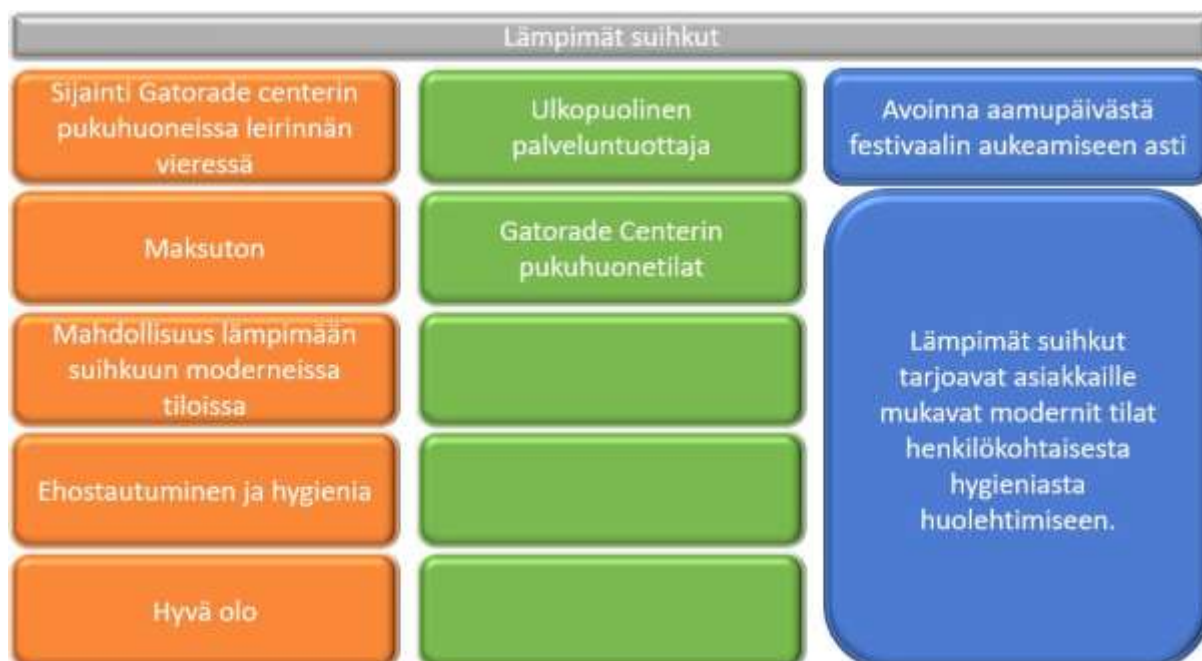 Lämpimät suihkut
Sijainti Gatorade centerin
pukuhuoneissa leirinnän
vieressä
Maksuton
Mahdollisuus lämpimään
suihkuun moderneissa
tiloissa
Ehostautuminen ja hygienia
Hyvä olo
Ulkopuolinen
palveluntuottaja
Gatorade Centerin
pukuhuonetilat
Avoinna aamupäivästä
festivaalin aukeamiseen asti
Lämpimät suihkut
tarjoavat asiakkaille
mukavat modernit tilat
henkilökohtaisesta
hygieniasta
huolehtimiseen.